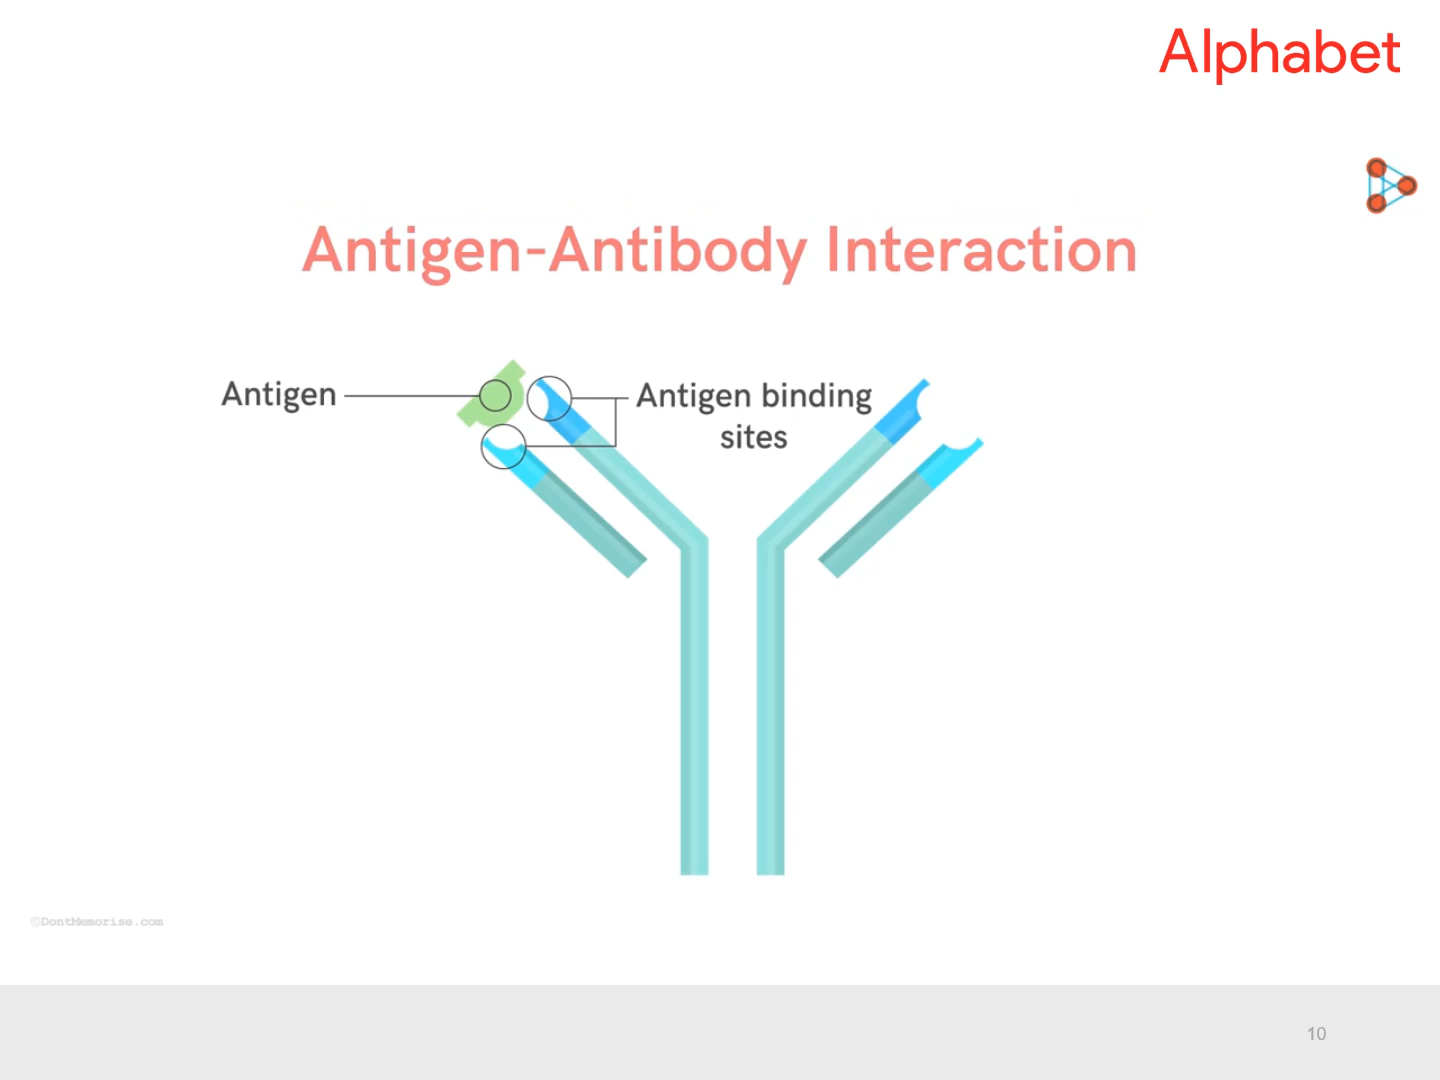 Alphabet
Antigen-Antibody Interaction
Antigen
Antigen binding
sites
©DontMemorise.com
10